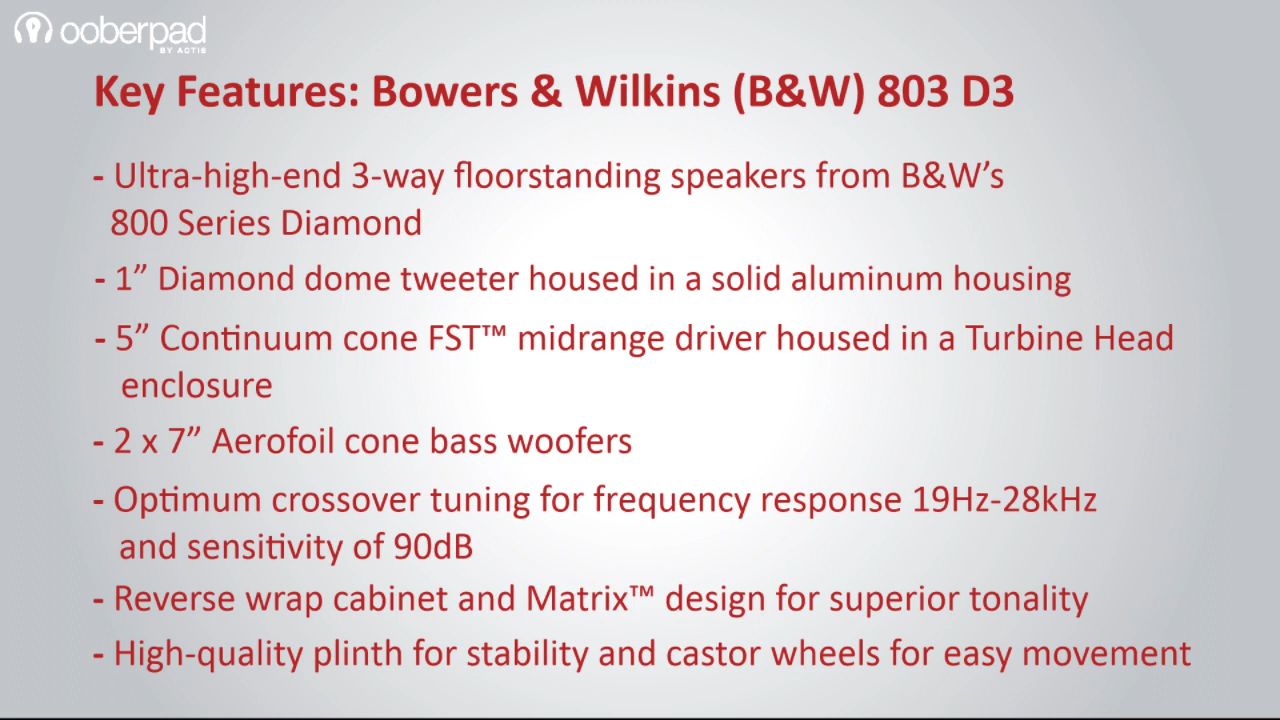 ooberpad
BY ACTIS
Key Features: Bowers & Wilkins (B&W) 803 D3
- Ultra-high-end 3-way floorstanding speakers from B&W’s
800 Series Diamond
- 1” Diamond dome tweeter housed in a solid aluminum housing
- 5” Continuum cone FST™ midrange driver housed in a Turbine Head
enclosure
- 2 x 7” Aerofoil cone bass woofers
- Optimum crossover tuning for frequency response 19Hz-28kHz
and sensitivity of 90dB
- Reverse wrap cabinet and Matrix™ design for superior tonality
- High-quality plinth for stability and castor wheels for easy movement